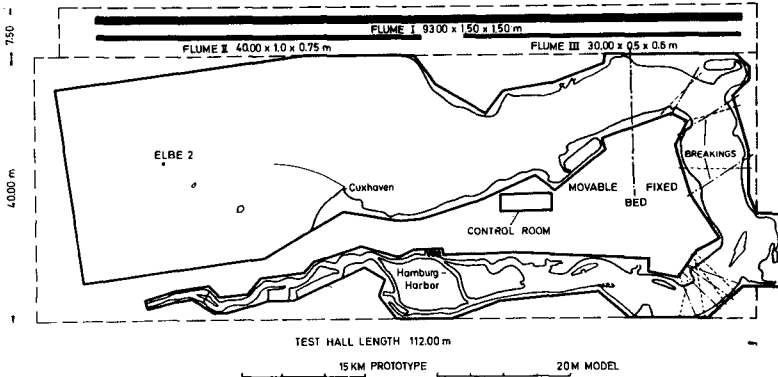 7.50
FLUME I 93.00 x 1.50 x 1.50 m
FLUME II 40.00 x 1.0 x 0.75 m
FLUME III 30.00 x 0.5 x 0.6 m
40.00 m
ELBE 2
Cuxhaven
MOVABLE FIXED
BED
BREAKINGS
CONTROL ROOM
Hamburg-
Harbor
TEST HALL LENGTH 112.00 m
15 KM PROTOTYPE
20 M MODEL